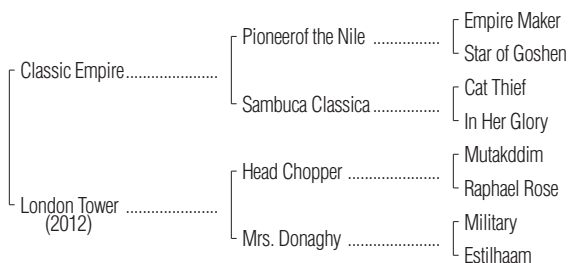 Empire Maker
Pioneerof the Nile ................
Star of Goshen
Classic Empire......................
Cat Thief
Sambuca Classica................
In Her Glory
Mutakddim
Head Chopper ......................
Raphael Rose
London Tower ......................
(2012)
Military
Mrs. Donaghy ......................
Estilhaam